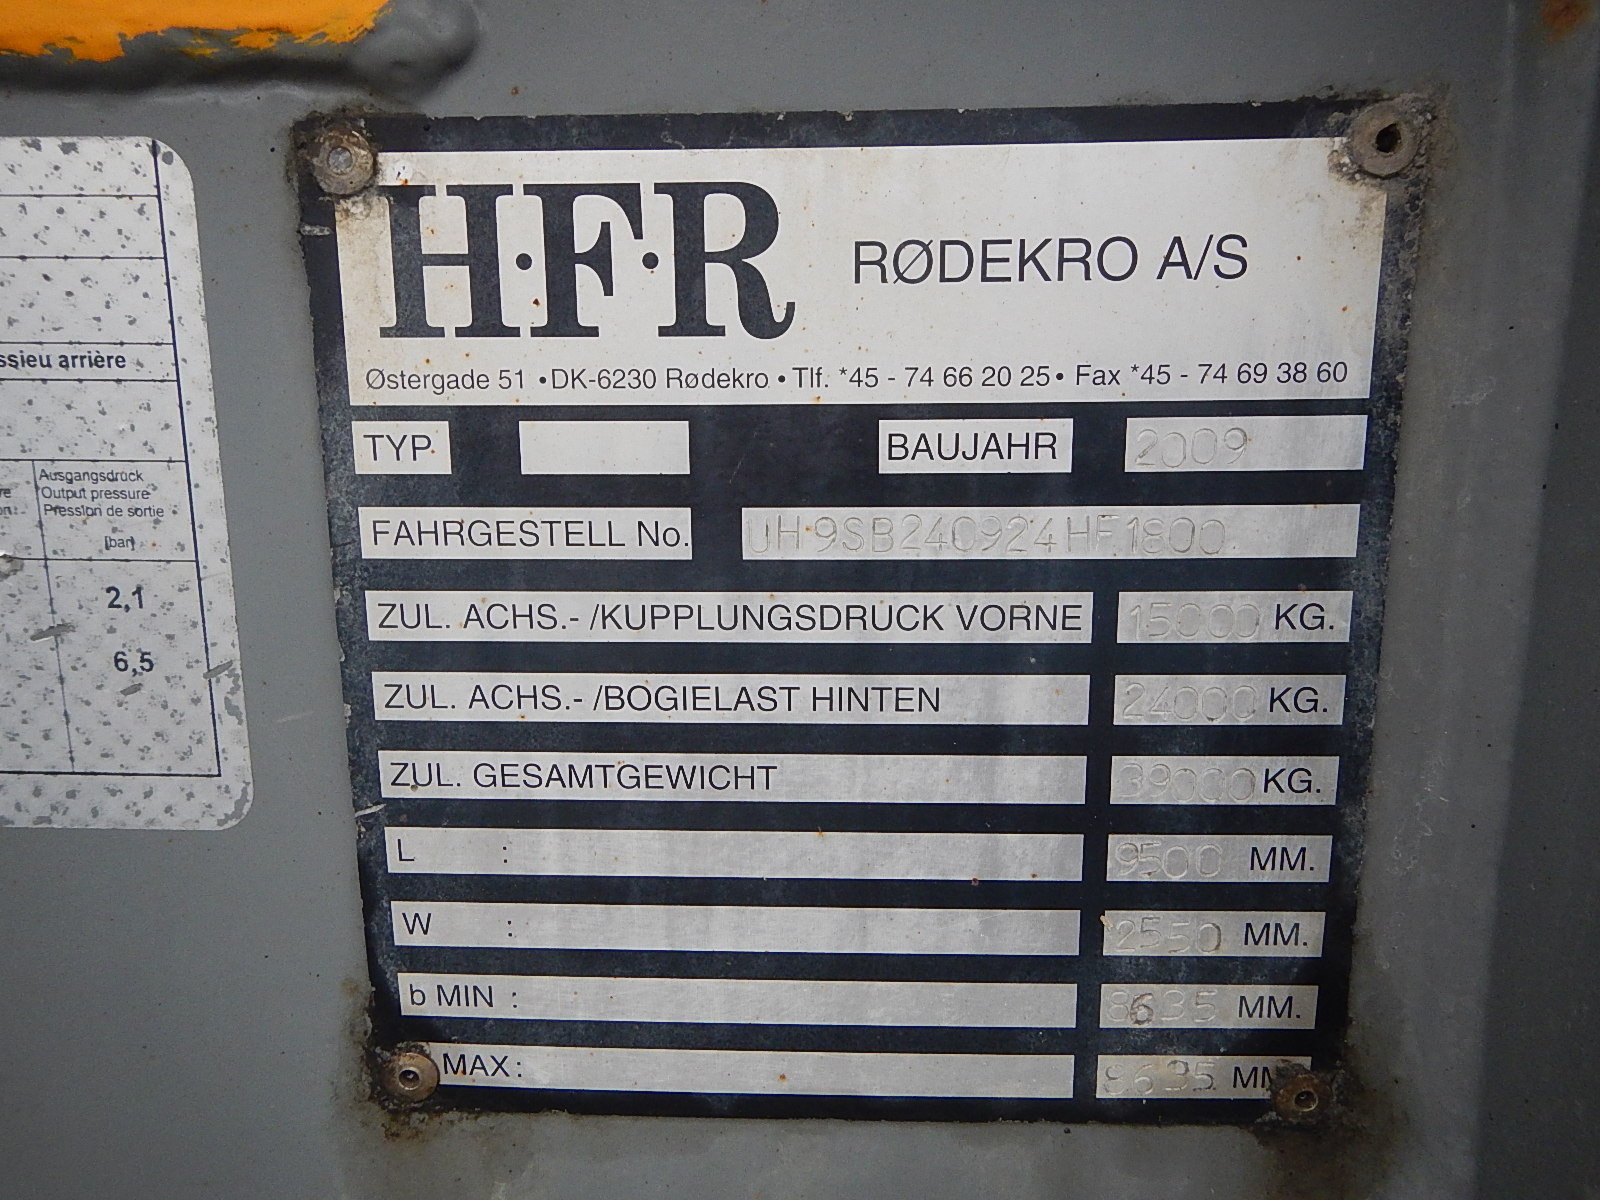 H·F·R RØDEKRO A/S
Østergade 51 • DK-6230 Rødekro • Tlf. *45 - 74 66 20 25 • Fax *45 - 74 69 38 60
TYP. BAUJAHR 2009
FAHRGESTELL No. UH9SB240924HF1800
ZUL. ACHS.- /KUPPLUNGSDRUCK VORNE 15000 KG.
ZUL. ACHS.- /BOGIELAST HINTEN 24000 KG.
ZUL. GESAMTGEWICHT 39000 KG.
L : 9500 MM.
W : 2550 MM.
b MIN : 8635 MM.
MAX : 8635 MM
ssieu arrière
Ausgangsdruck
Output pressure
Pression de sortie
[bar]
2,1
6,5